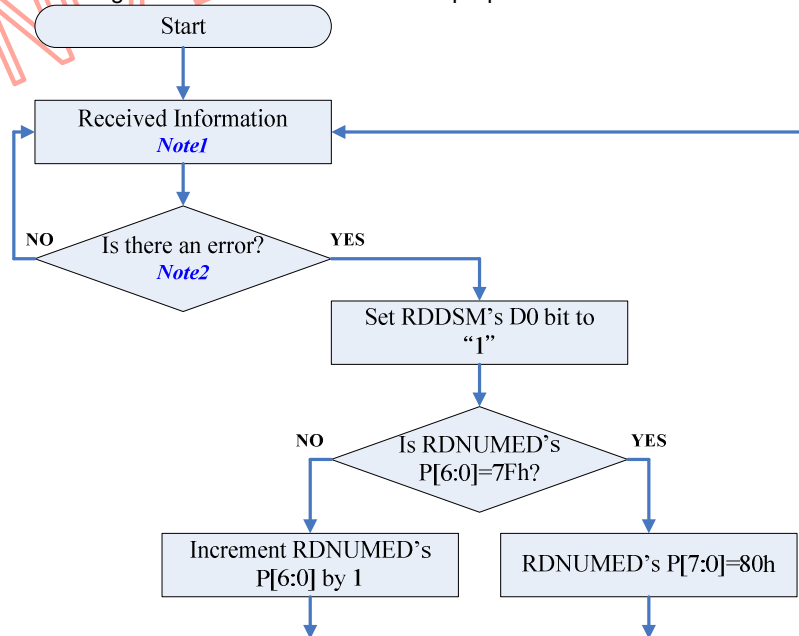 Start
Received Information
Note1
Is there an error?
Note2
NO
YES
Set RDDSM’s D0 bit to
“1”
Is RDNUMED’s
P[6:0]=7Fh?
NO
YES
Increment RDNUMED’s
P[6:0] by 1
RDNUMED’s P[7:0]=80h